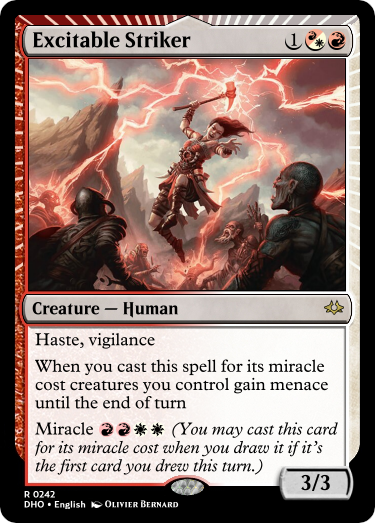 Excitable Striker 1
Creature — Human
Haste, vigilance
When you cast this spell for its miracle
cost creatures you control gain menace
until the end of turn
Miracle (You may cast this card
for its miracle cost when you draw it if it's
the first card you drew this turn.)
3/3
R 0242
DHO • English Olivier Bernard